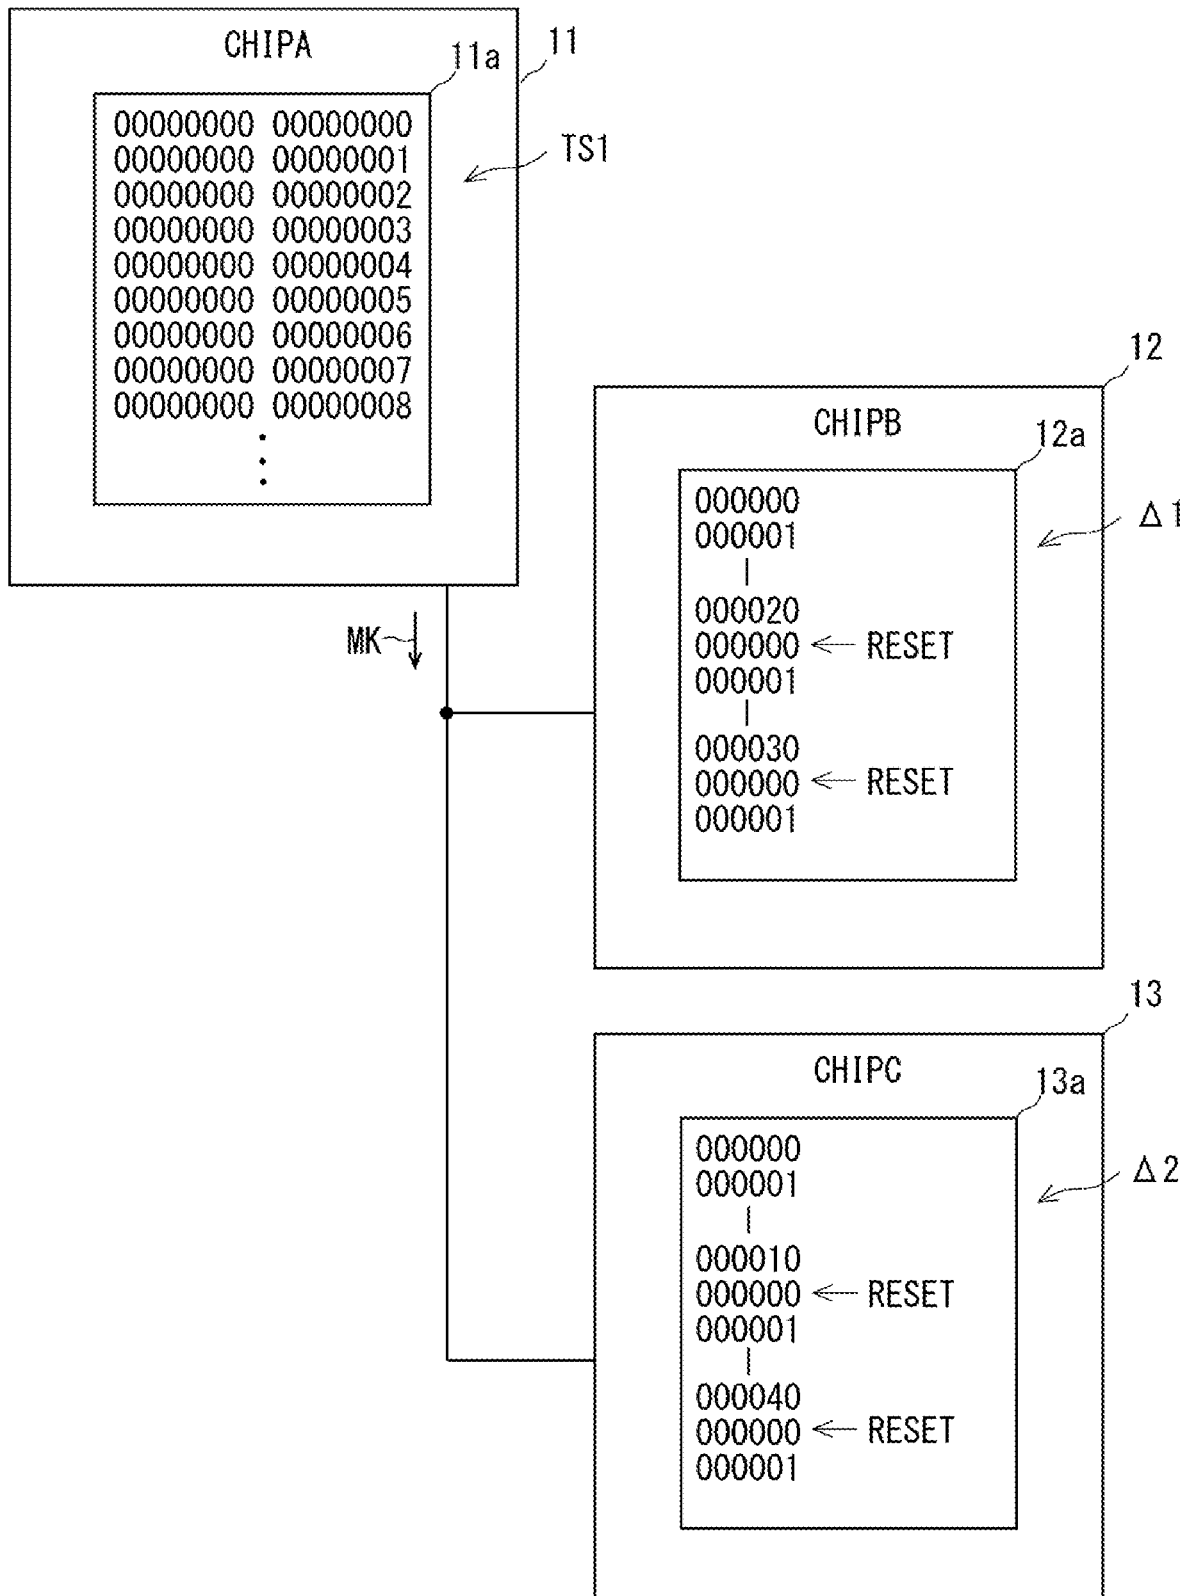 CHIPA
11
11a
00000000 00000000
00000000 00000001
00000000 00000002
00000000 00000003
00000000 00000004
00000000 00000005
00000000 00000006
00000000 00000007
00000000 00000008
TS1
MK
12
CHIPB
12a
000000
000001
000020
000000 ← RESET
000001
000030
000000 ← RESET
000001
Δ1
13
CHIPC
13a
000000
000001
000010
000000 ← RESET
000001
000040
000000 ← RESET
000001
Δ2